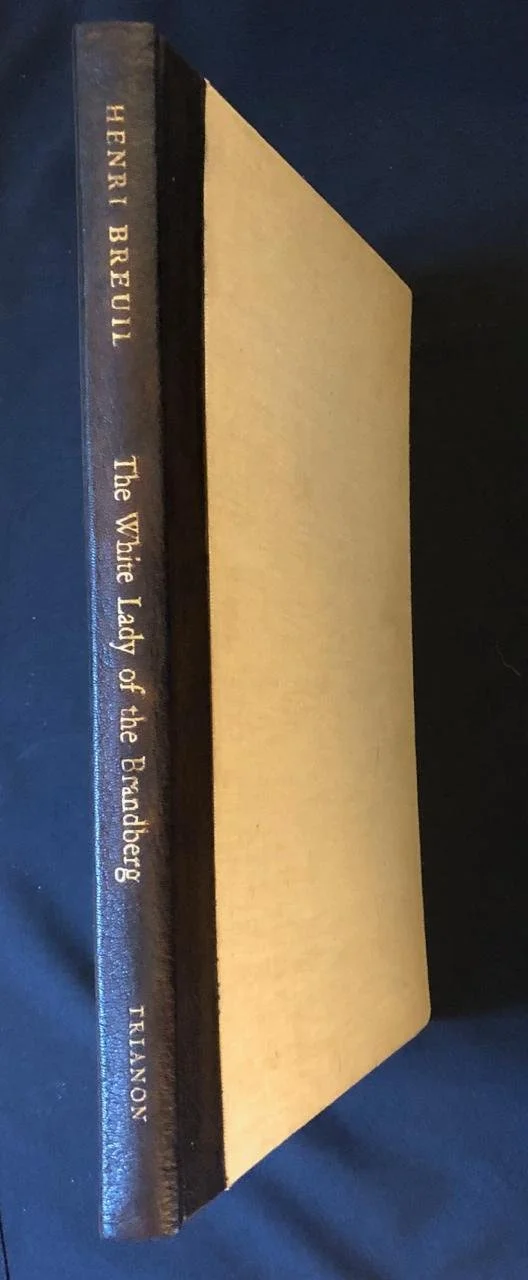 HENRI BREUIL
The White Lady of the Brandberg
TRIANON